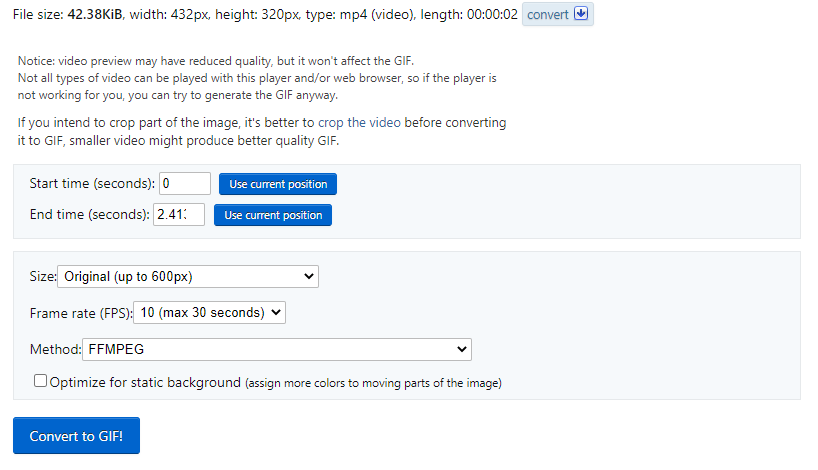 File size: 42.38KiB, width: 432px, height: 320px, type: mp4 (video), length: 00:00:02 convert
Notice: video preview may have reduced quality, but it won't affect the GIF.
Not all types of video can be played with this player and/or web browser, so if the player is
not working for you, you can try to generate the GIF anyway.
If you intend to crop part of the image, it's better to crop the video before converting
it to GIF, smaller video might produce better quality GIF.
Start time (seconds): 0 Use current position
End time (seconds): 2.41 Use current position
Size: Original (up to 600px)
Frame rate (FPS): 10 (max 30 seconds)
Method: FFMPEG
Optimize for static background (assign more colors to moving parts of the image)
Convert to GIF!